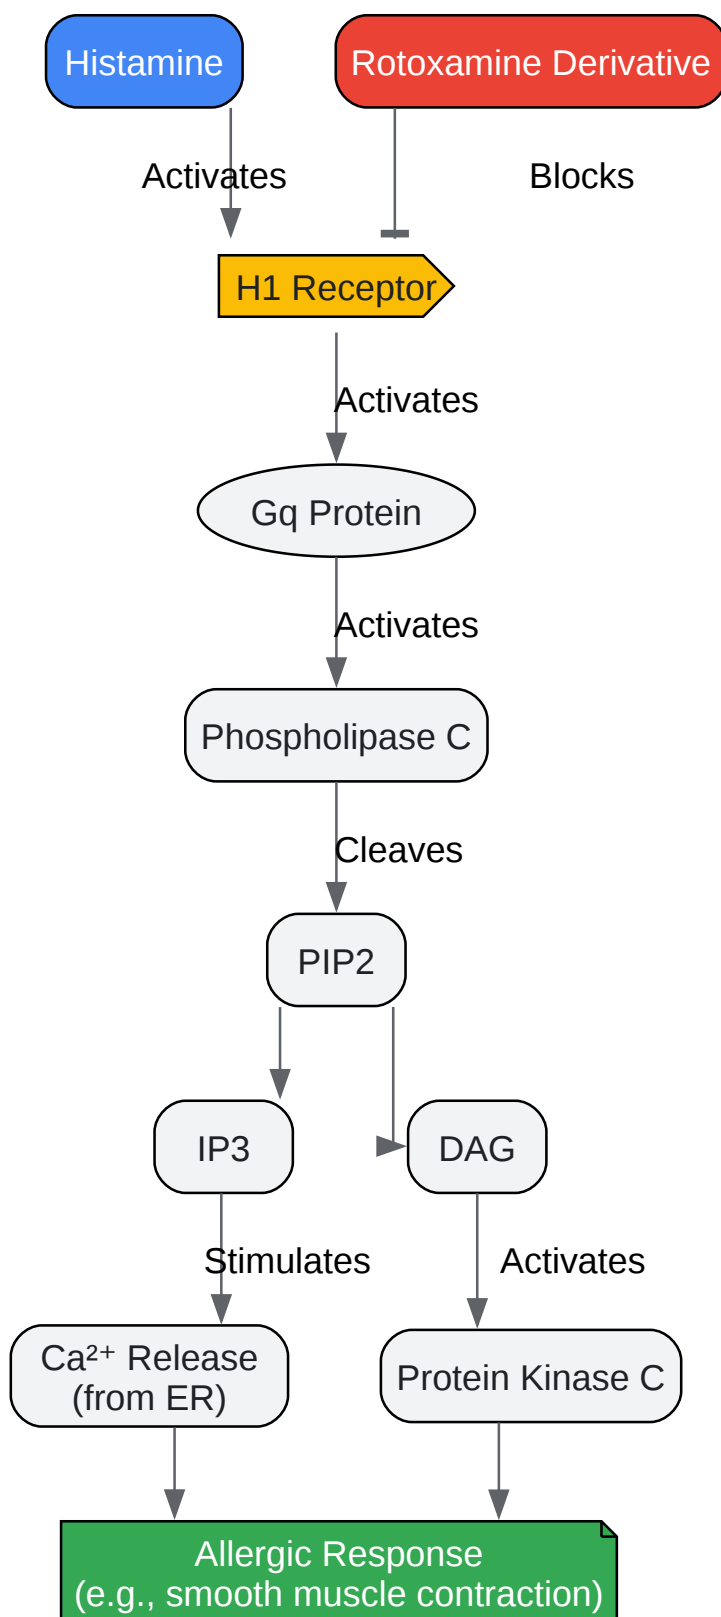 Histamine
Rotoxamine Derivative
Activates
Blocks
H1 Receptor
Activates
Gq Protein
Activates
Phospholipase C
Cleaves
PIP2
IP3
DAG
Stimulates
Activates
Ca²⁺ Release
(from ER)
Protein Kinase C
Allergic Response
(e.g., smooth muscle contraction)